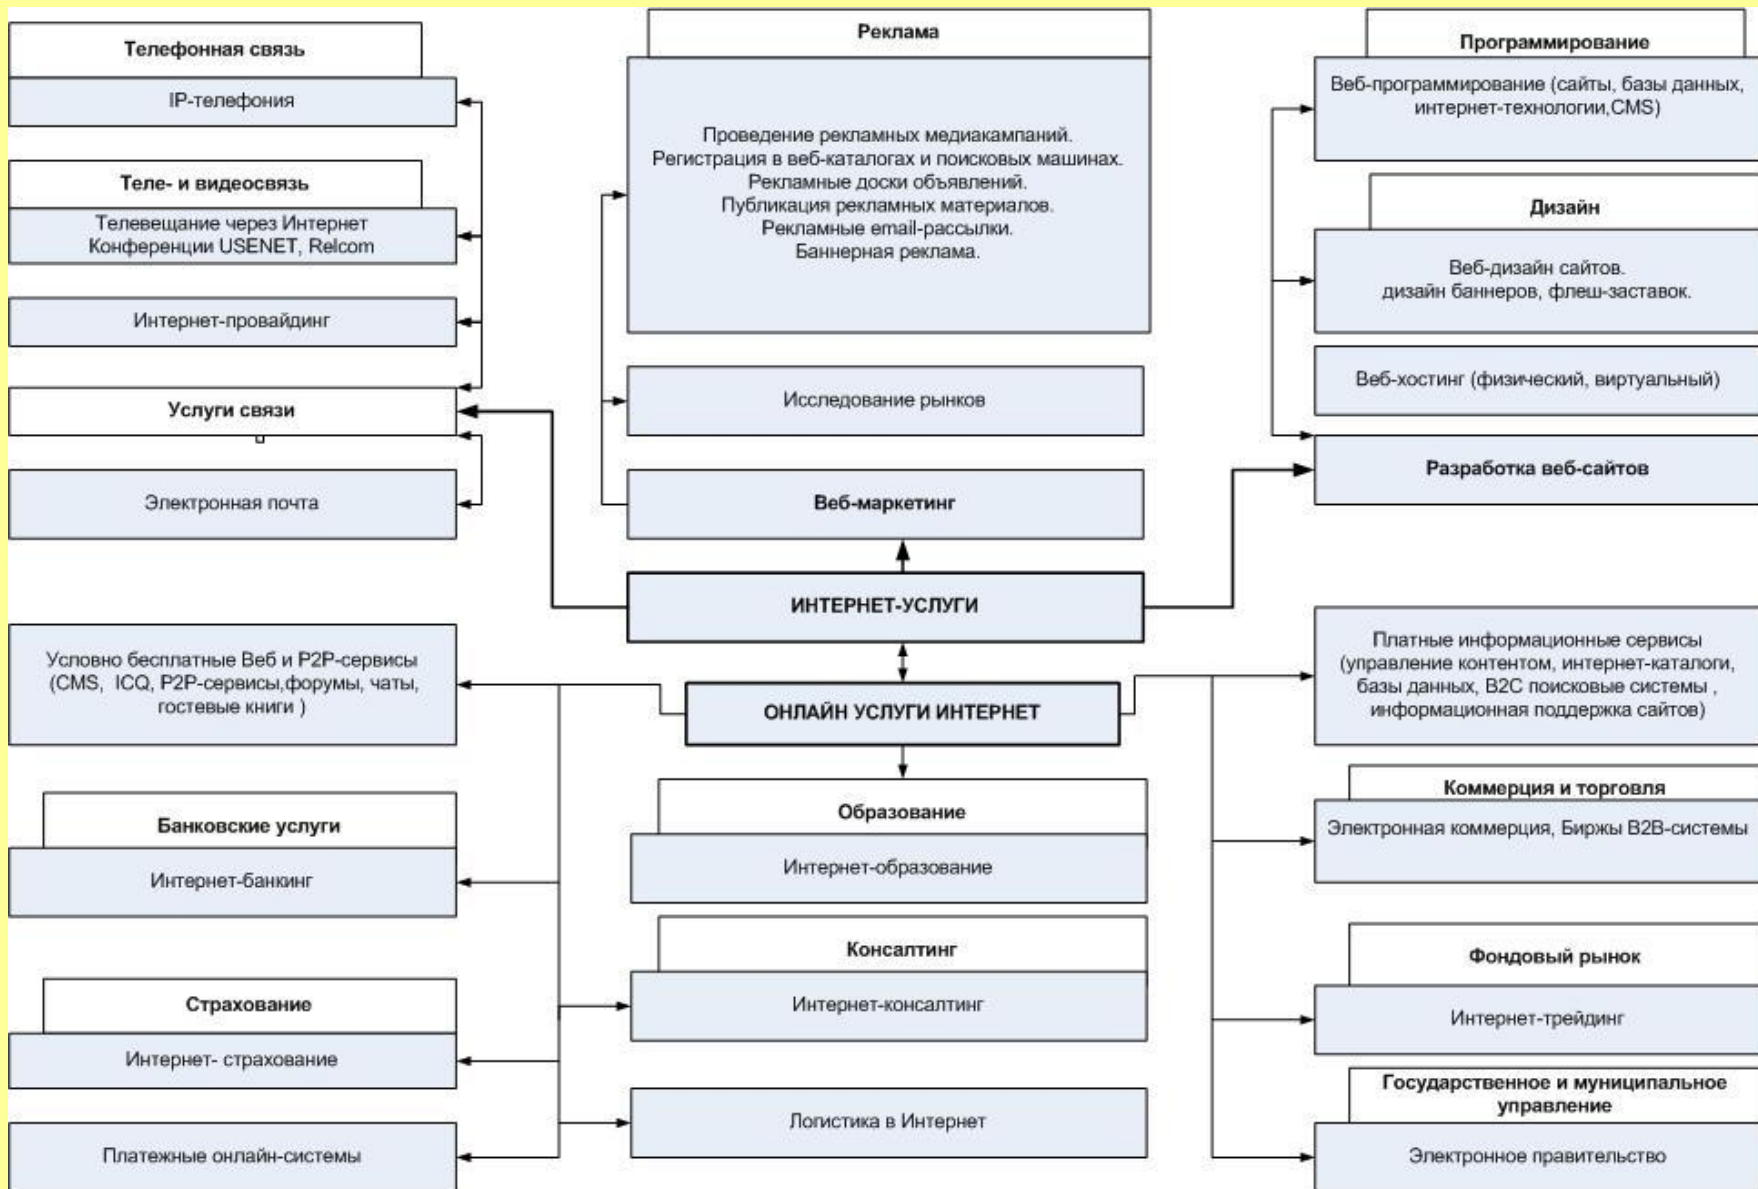 Телефонная связь
IP-телефония
Теле- и видеосвязь
Телевещание через Интернет
Конференции USENET, Relcom
Интернет-провайдинг
Услуги связи
Электронная почта
Реклама
Проведение рекламных медиакампаний.
Регистрация в веб-каталогах и поисковых машинах.
Рекламные доски объявлений.
Публикация рекламных материалов.
Рекламные email-рассылки.
Баннерная реклама.
Исследование рынков
Веб-маркетинг
Программирование
Веб-программирование (сайты, базы данных,
интернет-технологии,CMS)
Дизайн
Веб-дизайн сайтов.
дизайн баннеров, флеш-заставок.
Веб-хостинг (физический, виртуальный)
Разработка веб-сайтов
ИНТЕРНЕТ-УСЛУГИ
ОНЛАЙН УСЛУГИ ИНТЕРНЕТ
Условно бесплатные Веб и P2P-сервисы
(CMS, ICQ, P2P-сервисы,форумы, чаты,
гостевые книги )
Банковские услуги
Интернет-банкинг
Страхование
Интернет- страхование
Платежные онлайн-системы
Образование
Интернет-образование
Консалтинг
Интернет-консалтинг
Логистика в Интернет
Платные информационные сервисы
(управление контентом, интернет-каталоги,
базы данных, B2C поисковые системы ,
информационная поддержка сайтов)
Коммерция и торговля
Электронная коммерция, Биржы B2B-системы
Фондовый рынок
Интернет-трейдинг
Государственное и муниципальное
управление
Электронное правительство